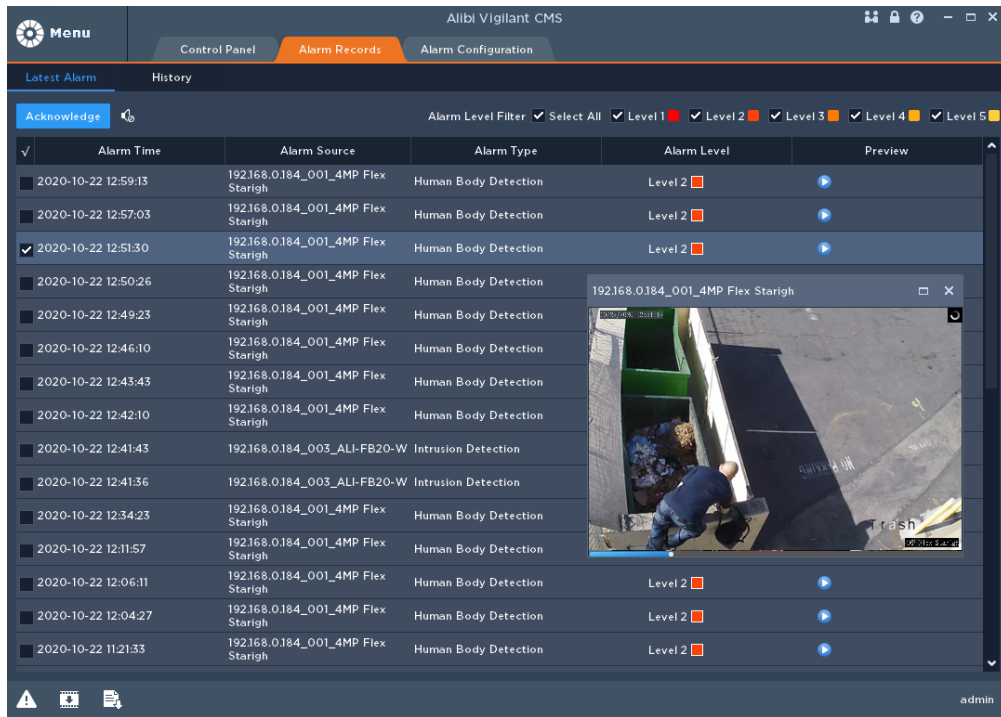 Alibi Vigilant CMS
Menu
Control Panel
Alarm Records
Alarm Configuration
Latest Alarm
History
Acknowledge
Alarm Level Filter
Select All
Level 1
Level 2
Level 3
Level 4
Level 5
√
Alarm Time
Alarm Source
Alarm Type
Alarm Level
Preview
2020-10-22 12:59:13
192.168.0.184_001_4MP Flex
Starigh
Human Body Detection
Level 2
2020-10-22 12:57:03
192.168.0.184_001_4MP Flex
Starigh
Human Body Detection
Level 2
2020-10-22 12:51:30
192.168.0.184_001_4MP Flex
Starigh
Human Body Detection
Level 2
2020-10-22 12:50:26
192.168.0.184_001_4MP Flex
Starigh
Human Body Detection
2020-10-22 12:49:23
192.168.0.184_001_4MP Flex
Starigh
Human Body Detection
2020-10-22 12:46:10
192.168.0.184_001_4MP Flex
Starigh
Human Body Detection
2020-10-22 12:43:43
192.168.0.184_001_4MP Flex
Starigh
Human Body Detection
2020-10-22 12:42:10
192.168.0.184_001_4MP Flex
Starigh
Human Body Detection
2020-10-22 12:41:43
192.168.0.184_003_ALI-FB20-W
Intrusion Detection
2020-10-22 12:41:36
192.168.0.184_003_ALI-FB20-W
Intrusion Detection
2020-10-22 12:34:23
192.168.0.184_001_4MP Flex
Starigh
Human Body Detection
2020-10-22 12:11:57
192.168.0.184_001_4MP Flex
Starigh
Human Body Detection
2020-10-22 12:06:11
192.168.0.184_001_4MP Flex
Starigh
Human Body Detection
Level 2
2020-10-22 12:04:27
192.168.0.184_001_4MP Flex
Starigh
Human Body Detection
Level 2
2020-10-22 11:21:33
192.168.0.184_001_4MP Flex
Starigh
Human Body Detection
Level 2
192.168.0.184_001_4MP Flex Starigh
NO PARKING
Trash
admin